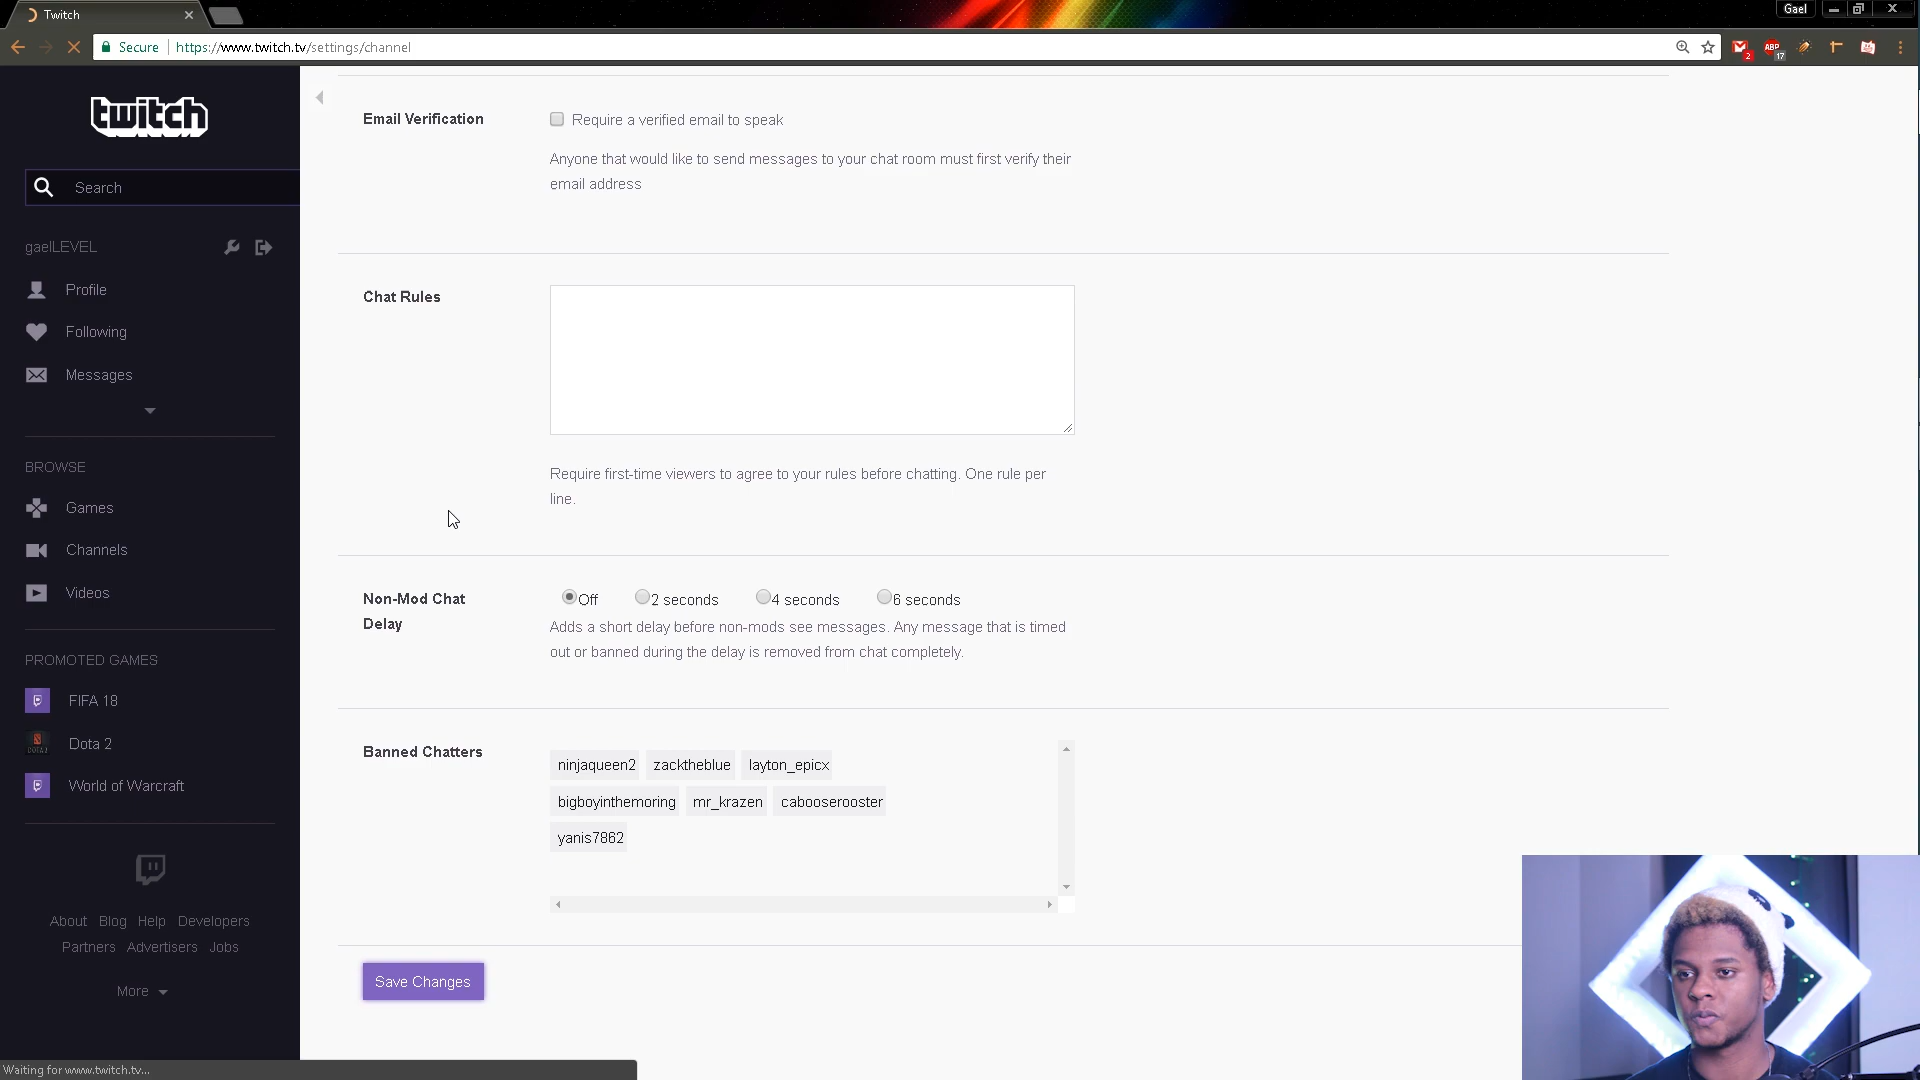 Twitch
Gael
Secure
https://www.twitch.tv/settings/channel
2
ABP
17
twitch
Search
gaelLEVEL
Profile
Following
Messages
BROWSE
Games
Channels
Videos
PROMOTED GAMES
FIFA 18
Dota 2
World of Warcraft
About Blog Help Developers
Partners Advertisers Jobs
More
Email Verification
Require a verified email to speak
Anyone that would like to send messages to your chat room must first verify their
email address
Chat Rules
Require first-time viewers to agree to your rules before chatting. One rule per
line.
Non-Mod Chat
Delay
Off 2 seconds 4 seconds 6 seconds
Adds a short delay before non-mods see messages. Any message that is timed
out or banned during the delay is removed from chat completely.
Banned Chatters
ninjaqueen2 zacktheblue layton_epicx
bigboyinthemoring mr_krazen cabooserooster
yanis7862
Save Changes
Waiting for www.twitch.tv...